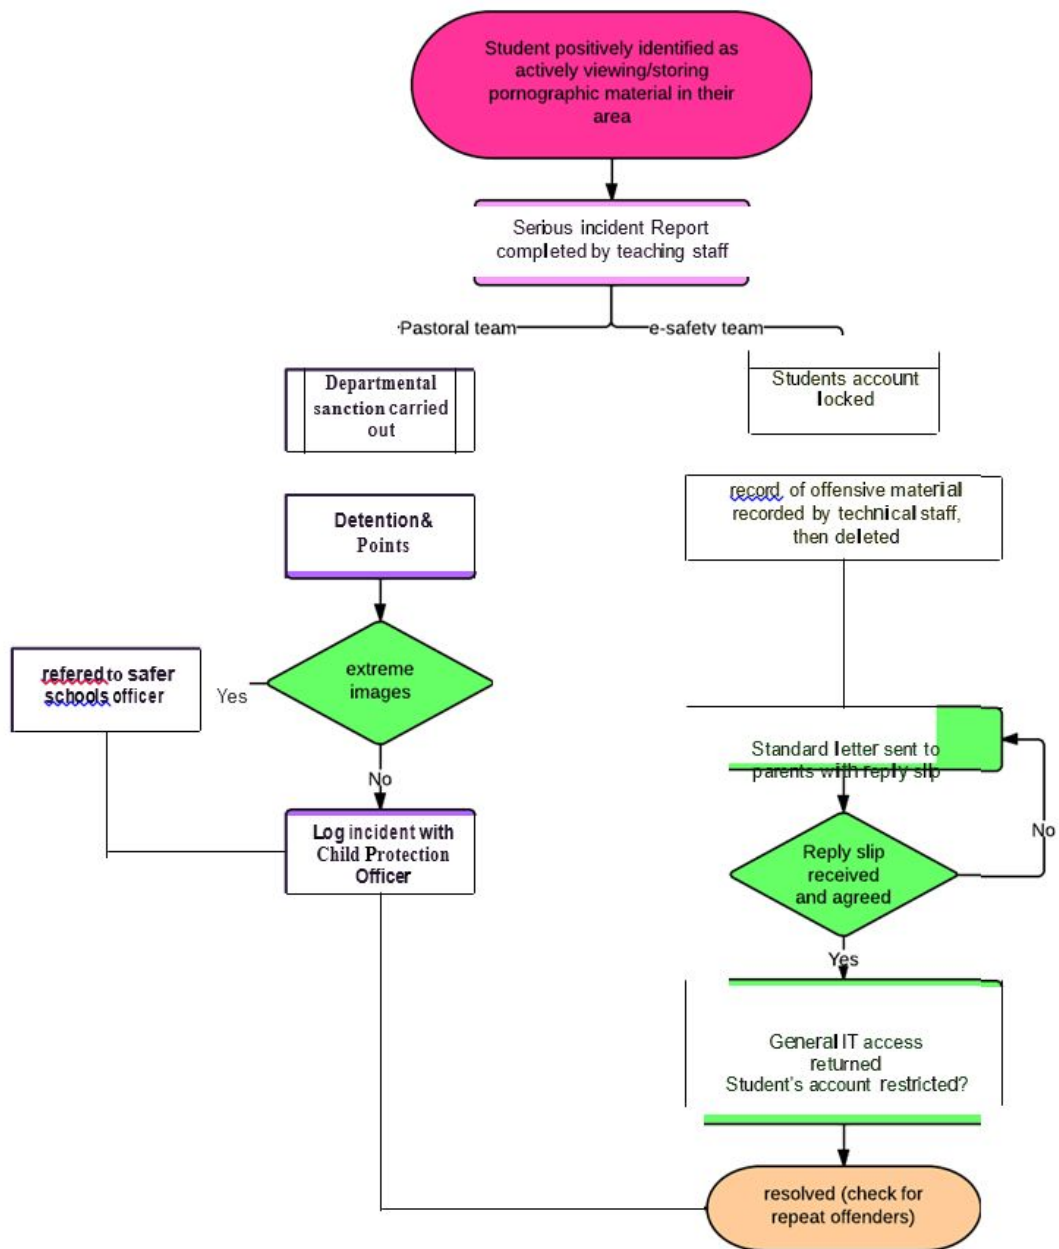 Student positively identified as
actively viewing/storing
pornographic material in their
area
Serious incident Report
completed by teaching staff
Pastoral team
e-safety team
Departmental
sanction carried
out
Students account
locked
Detention&
Points
record, of offensive material
recorded by technical staff,
then deleted
extreme
images
Yes
refered to safer
schools officer
No
Log incident with
Child Protection
Officer
Standard letter sent to
parents with reply slip
No
Reply slip
received
and agreed
Yes
General IT access
returned
Student's account restricted?
resolved (check for
repeat offenders)